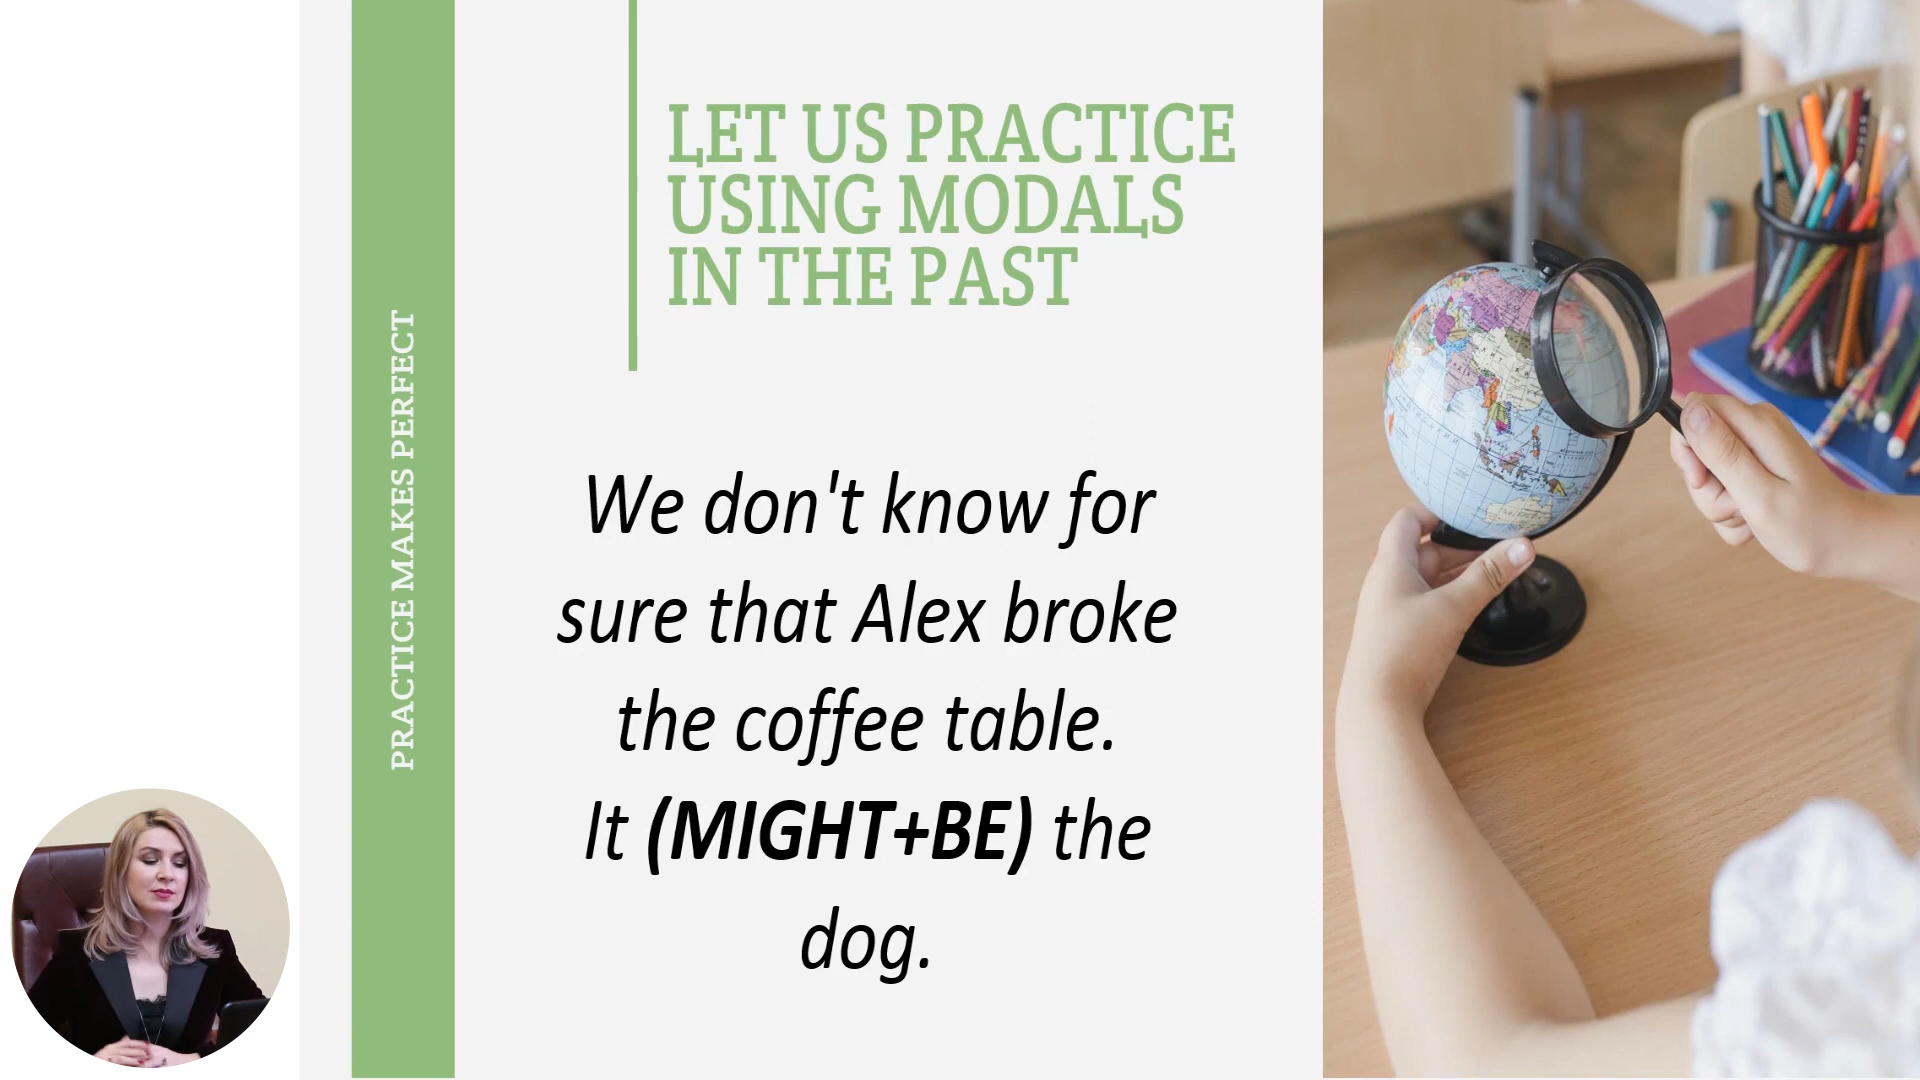 PRACTICE MAKES PERFECT
LET US PRACTICE
USING MODALS
IN THE PAST
We don't know for
sure that Alex broke
the coffee table.
It (MIGHT+BE) the
dog.